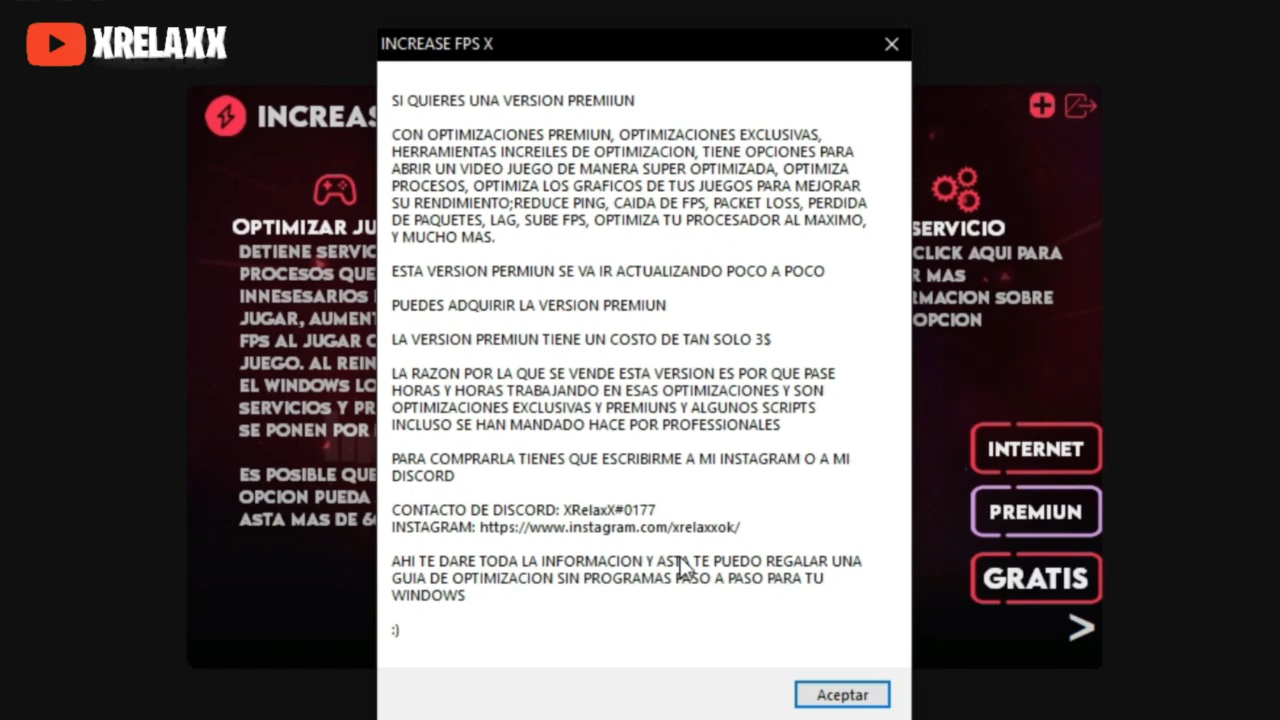 XRELAXX
INCREASE FPS X
INCREAS
SI QUIERES UNA VERSION PREMIIUN
CON OPTIMIZACIONES PREMIUN, OPTIMIZACIONES EXCLUSIVAS,
HERRAMIENTAS INCREILES DE OPTIMIZACION, TIENE OPCIONES PARA
ABRIR UN VIDEO JUEGO DE MANERA SUPER OPTIMIZADA, OPTIMIZA
PROCESOS, OPTIMIZA LOS GRAFICOS DE TUS JUEGOS PARA MEJORAR
SU RENDIMIENTO;REDUCE PING, CAIDA DE FPS, PACKET LOSS, PERDIDA
DE PAQUETES, LAG, SUBE FPS, OPTIMIZA TU PROCESADOR AL MAXIMO,
Y MUCHO MAS.
ESTA VERSION PERMIUN SE VA IR ACTUALIZANDO POCO A POCO
PUEDES ADQUIRIR LA VERSION PREMIUN
LA VERSION PREMIUN TIENE UN COSTO DE TAN SOLO 3$
LA RAZON POR LA QUE SE VENDE ESTA VERSION ES POR QUE PASE
HORAS Y HORAS TRABAJANDO EN ESAS OPTIMIZACIONES Y SON
OPTIMIZACIONES EXCLUSIVAS Y PREMIUNS Y ALGUNOS SCRIPTS
INCLUSO SE HAN MANDADO HACE POR PROFESSIONALES
PARA COMPRARLA TIENES QUE ESCRIBIRME A MI INSTAGRAM O A MI
DISCORD
CONTACTO DE DISCORD: XRelaxX#0177
INSTAGRAM: https://www.instagram.com/xrelaxxok/
AHI TE DARE TODA LA INFORMACION Y ASTA TE PUEDO REGALAR UNA
GUIA DE OPTIMIZACION SIN PROGRAMAS PASO A PASO PARA TU
WINDOWS
:)
Aceptar
OPTIMIZAR JU
DETIENE SERVIC
PROCESOS QUE
INNESESARIOS
JUGAR, AUMENT
FPS AL JUGAR C
JUEGO. AL REIN
EL WINDOWS LO
SERVICIOS Y PR
SE PONEN POR
ES POSIBLE QUE
OPCION PUEDA
ASTA MAS DE 6
SERVICIO
CLICK AQUI PARA
R MAS
RMACION SOBRE
OPCION
INTERNET
PREMIUN
GRATIS
>